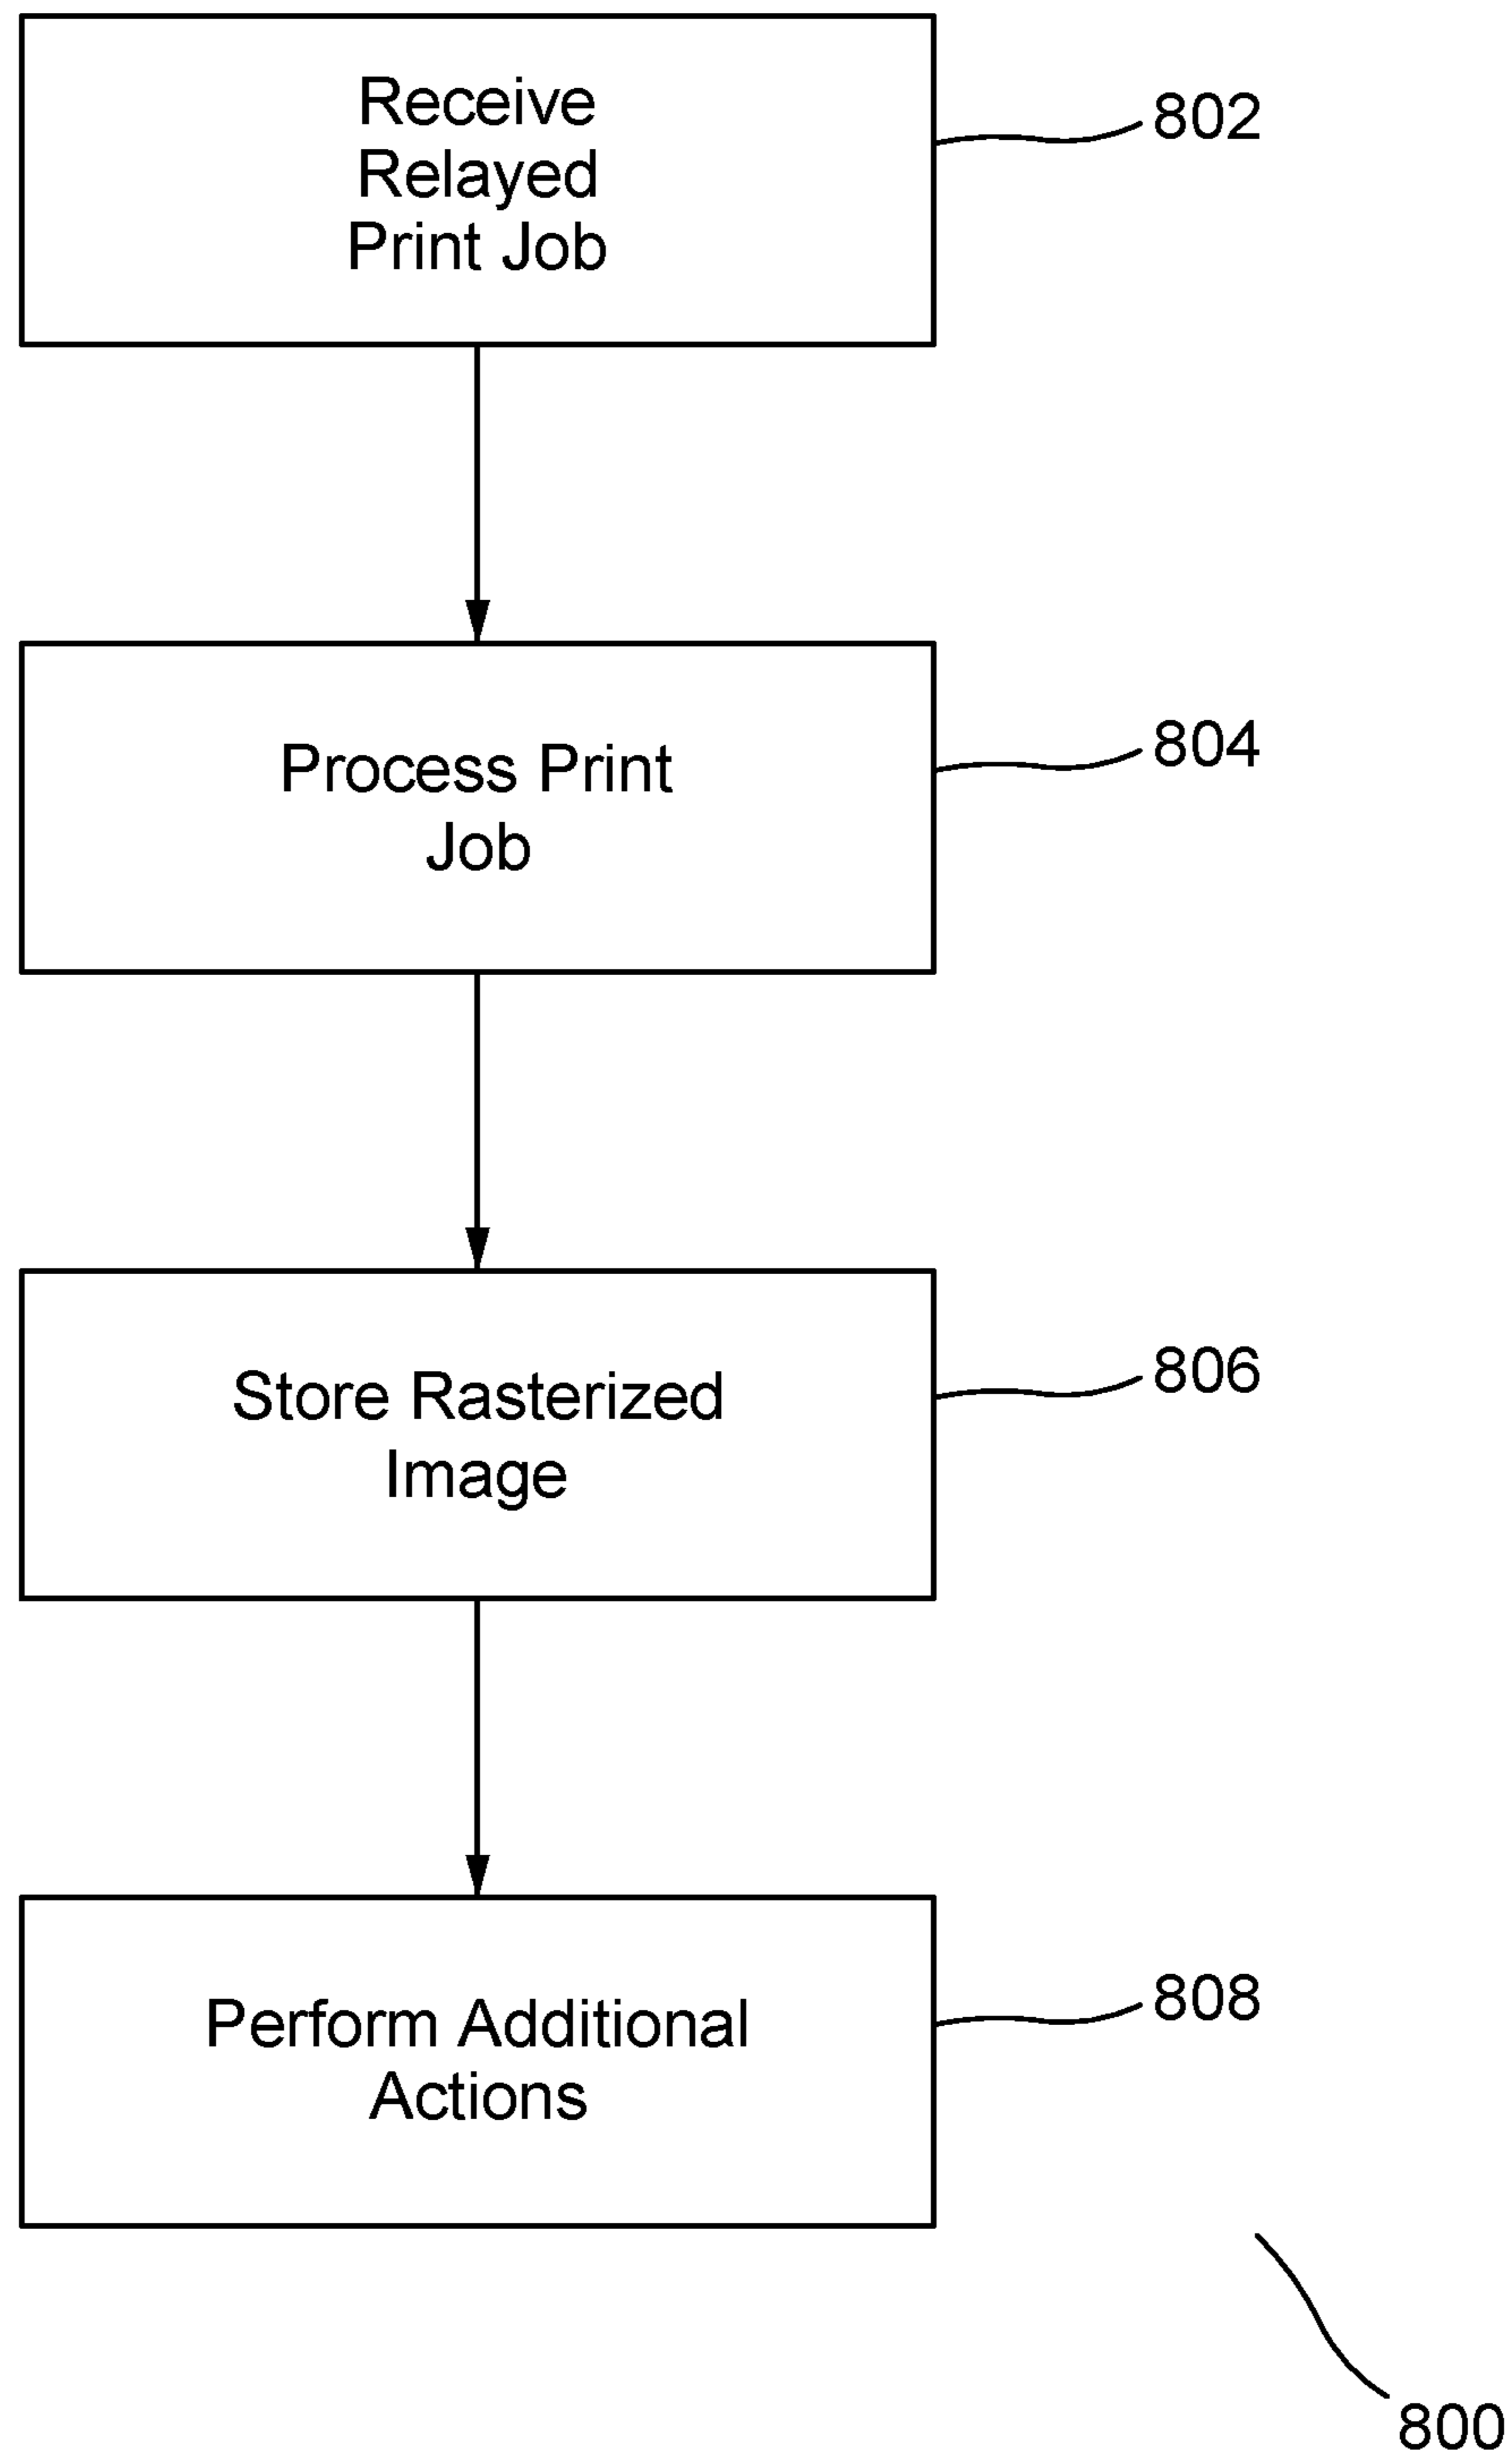 Receive
Relayed
Print Job
802
Process Print
Job
804
Store Rasterized
Image
806
Perform Additional
Actions
808
800